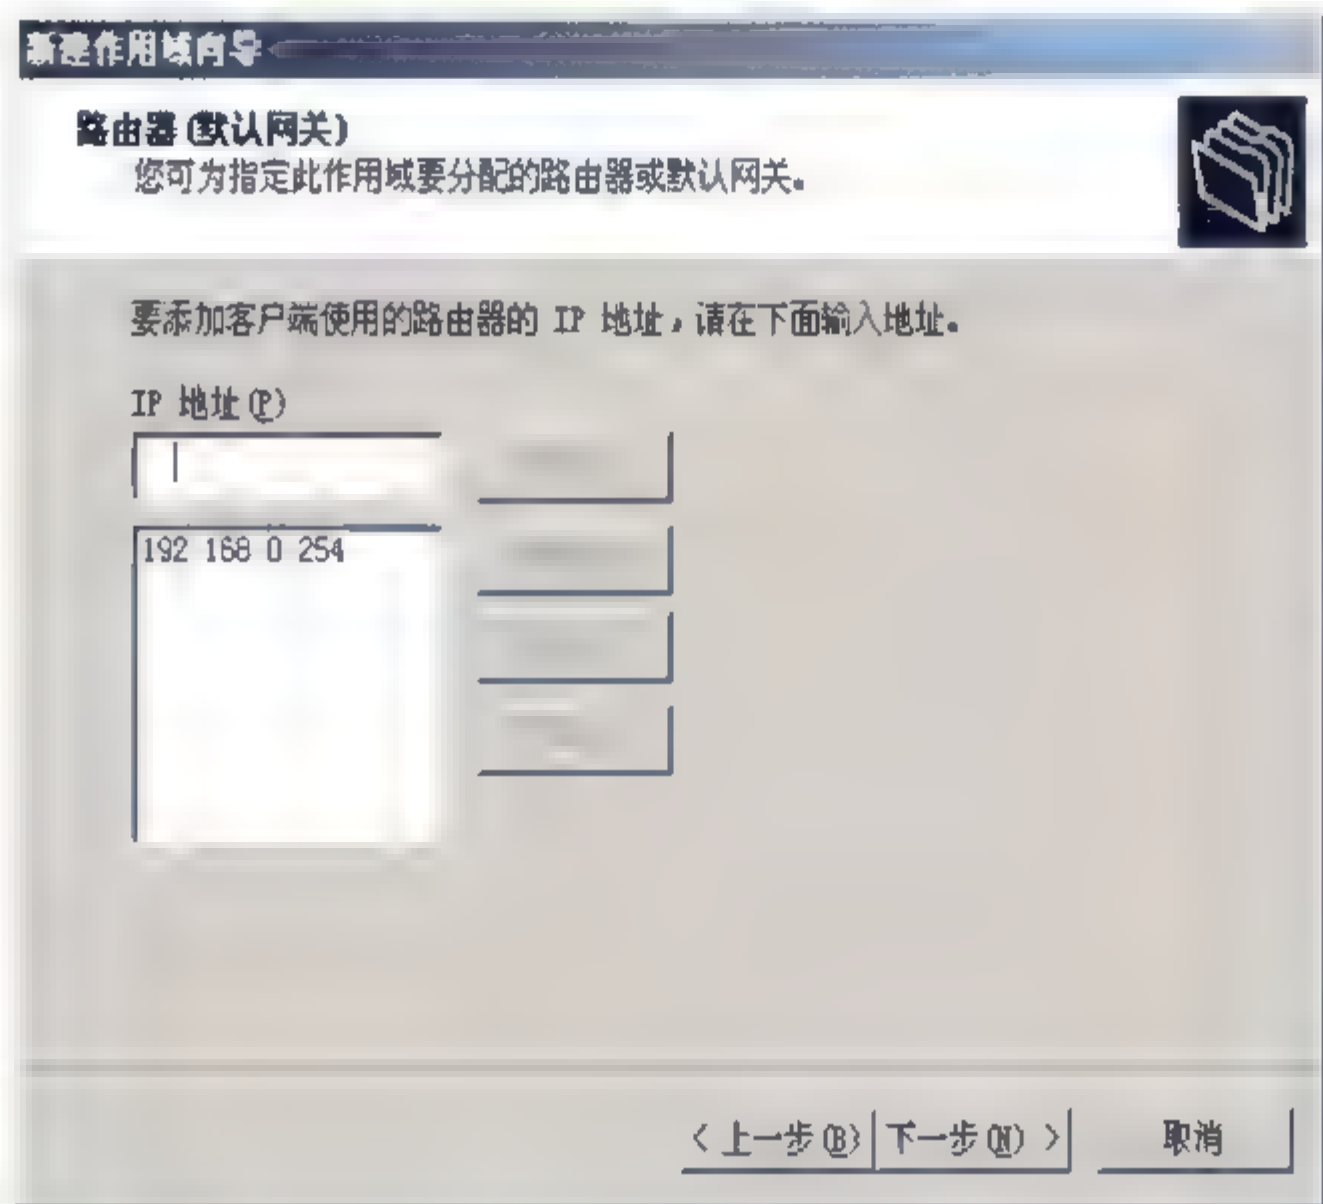 新建作用域向导
路由器(默认网关)
您可为指定此作用域要分配的路由器或默认网关。
要添加客户端使用的路由器的 IP 地址，请在下面输入地址。
IP 地址(P)
192 168 0 254
< 上一步(B) 下一步(N) > 取消